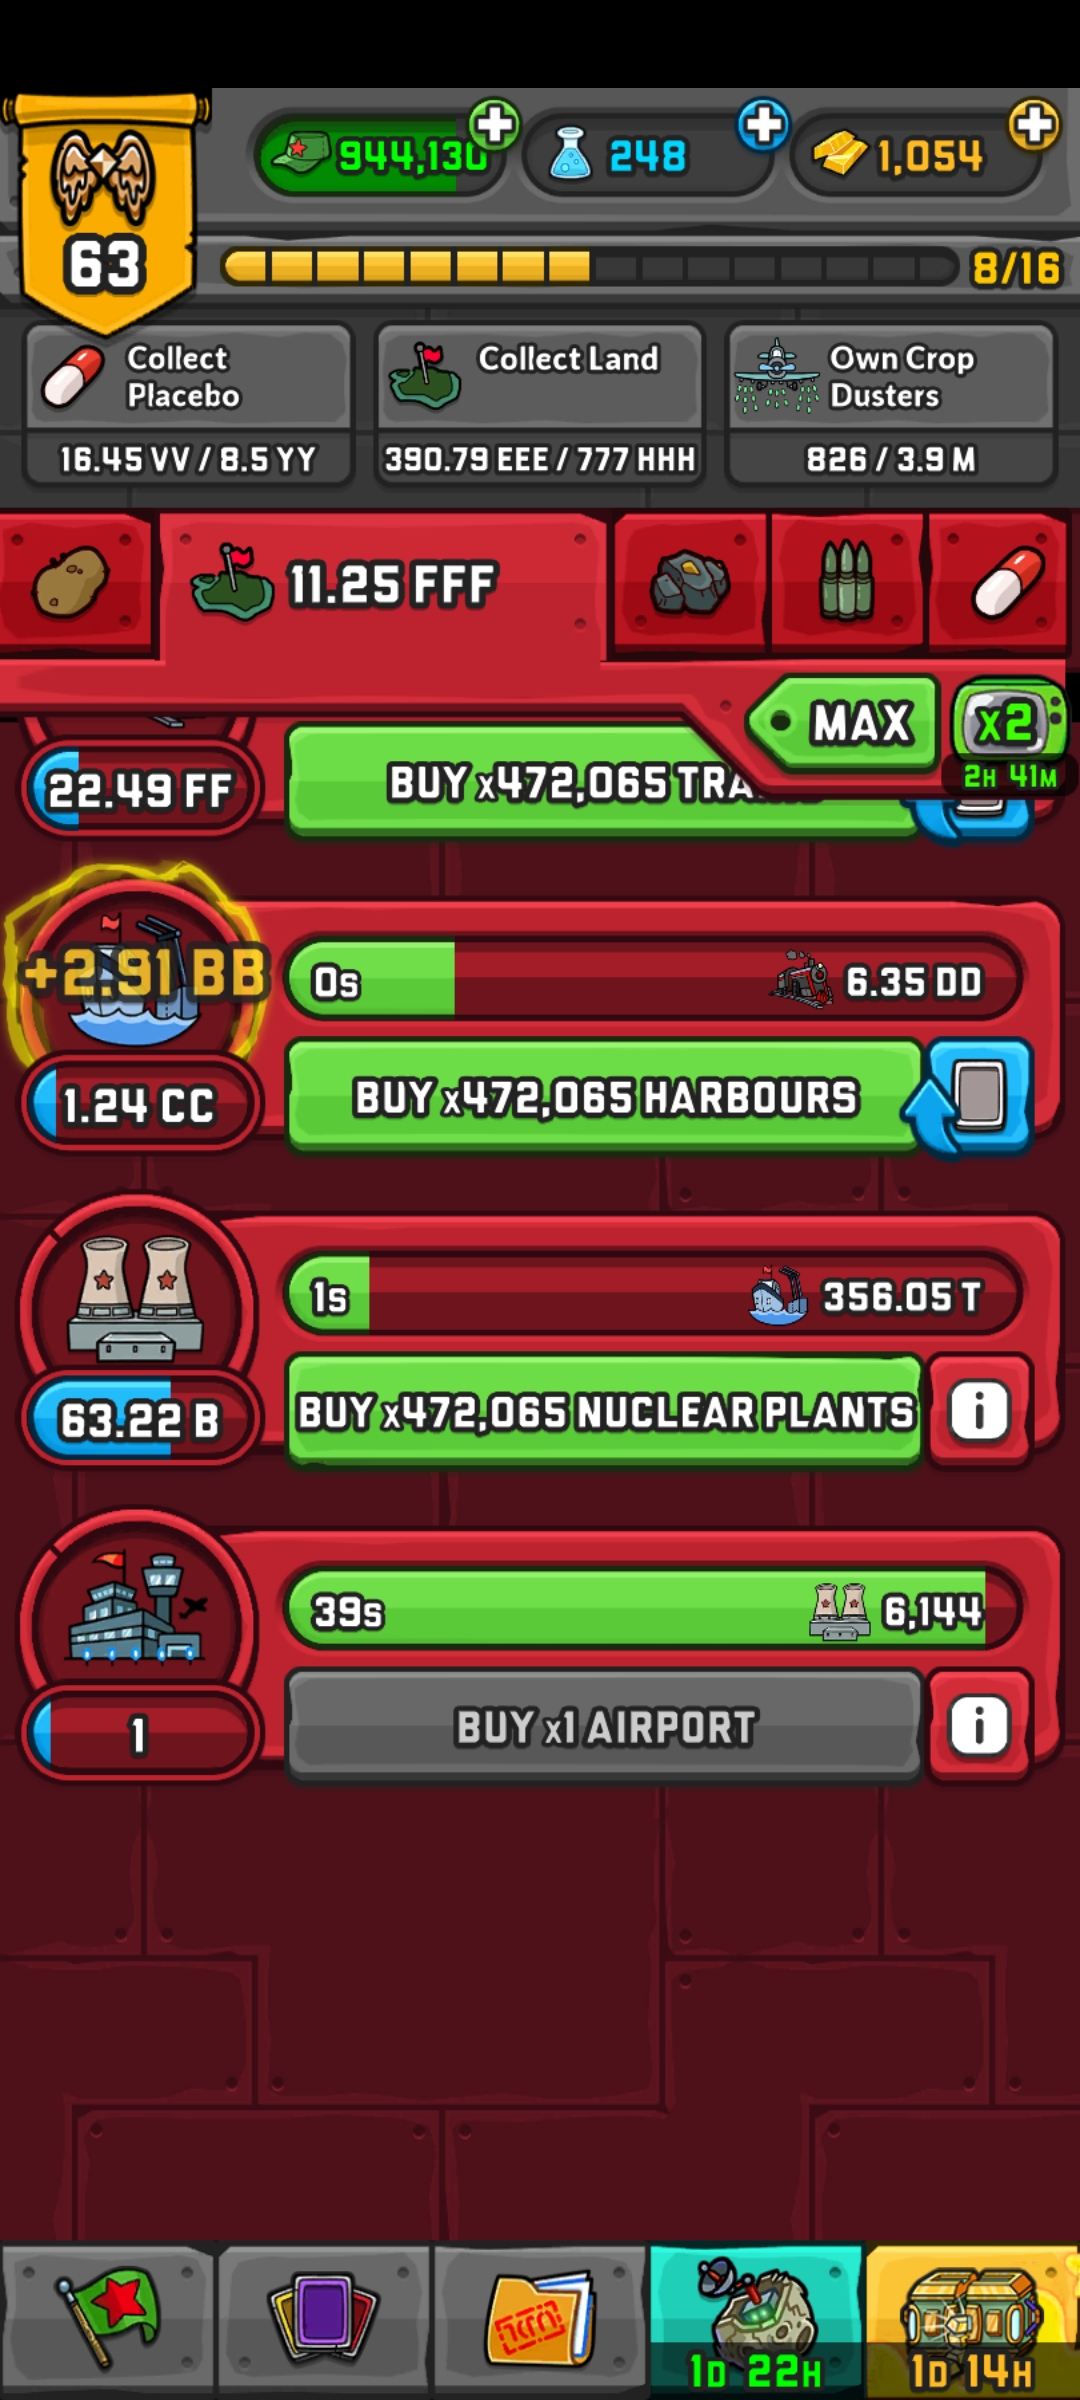 944,130
248
1,054
63
8/16
Collect
Placebo
16.45 VV / 8.5 YY
Collect Land
390.79 EEE / 777 HHH
Own Crop
Dusters
826 / 3.9 M
11.25 FFF
MAX
x2
2H 41M
22.49 FF
BUY x472,065 TRA
+2.91 BB
0s
6.35 DD
1.24 CC
BUY x472,065 HARBOURS
1s
356.05 T
63.22 B
BUY x472,065 NUCLEAR PLANTS
i
39s
6,144
1
BUY x1 AIRPORT
i
1D 22H
1D 14H